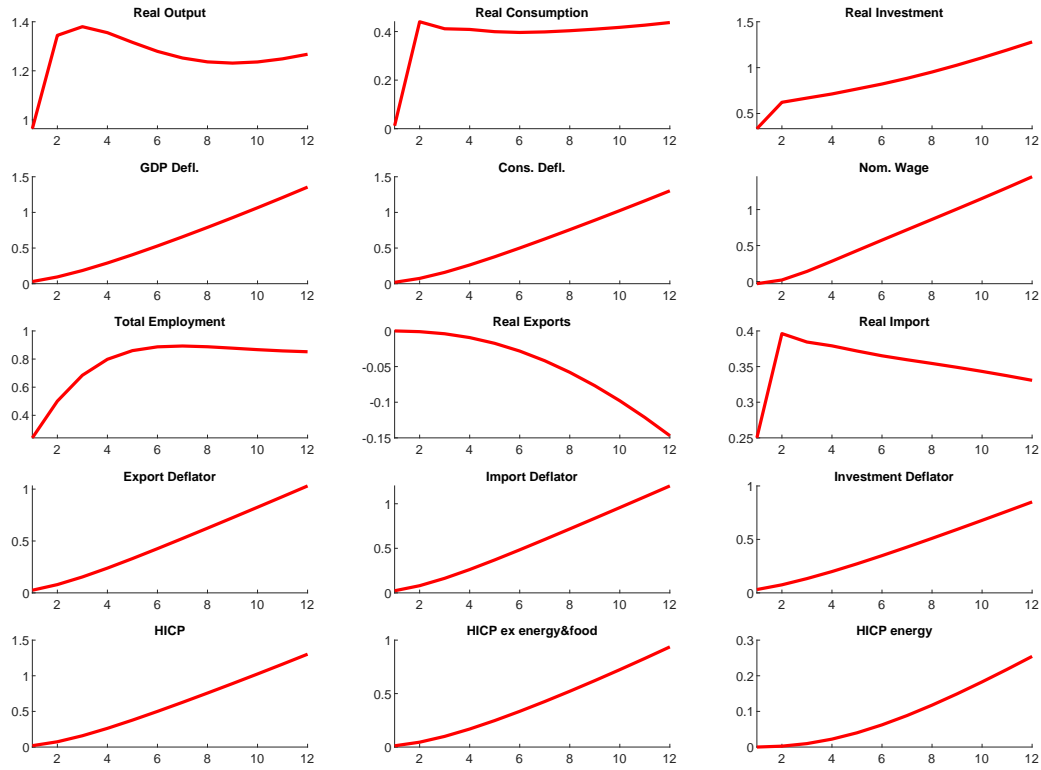 Real Output
1.4
1.2
1
2 4 6 8 10 12
Real Consumption
0.4
0.2
0
2 4 6 8 10 12
Real Investment
1
0.5
2 4 6 8 10 12
GDP Defl.
1.5
1
0.5
0
2 4 6 8 10 12
Cons. Defl.
1.5
1
0.5
0
2 4 6 8 10 12
Nom. Wage
1
0.5
0
2 4 6 8 10 12
Total Employment
1
0.8
0.6
0.4
2 4 6 8 10 12
Real Exports
0
-0.05
-0.1
-0.15
2 4 6 8 10 12
Real Import
0.4
0.35
0.3
0.25
2 4 6 8 10 12
Export Deflator
1
0.5
0
2 4 6 8 10 12
Import Deflator
1
0.5
0
2 4 6 8 10 12
Investment Deflator
1
0.5
0
2 4 6 8 10 12
HICP
1.5
1
0.5
0
2 4 6 8 10 12
HICP ex energy&food
1
0.5
0
2 4 6 8 10 12
HICP energy
0.3
0.2
0.1
0
2 4 6 8 10 12